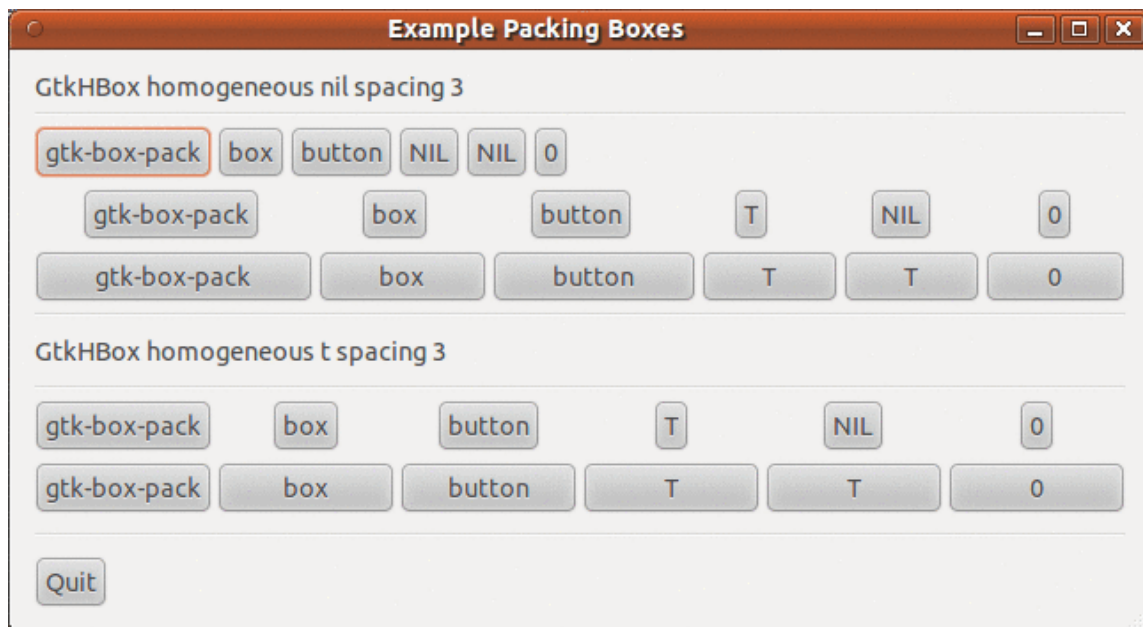 Example Packing Boxes
GtkHBox homogeneous nil spacing 3
gtk-box-pack box button NIL NIL 0
gtk-box-pack box button T NIL 0
gtk-box-pack box button T T 0
GtkHBox homogeneous t spacing 3
gtk-box-pack box button T NIL 0
gtk-box-pack box button T T 0
Quit